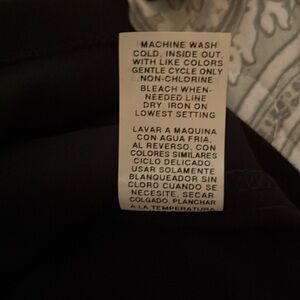 MACHINE WASH
COLD, INSIDE OUT,
WITH LIKE COLORS
GENTLE CYCLE ONLY
NON-CHLORINE
BLEACH WHEN-
NEEDED LINE
DRY. IRON ON
LOWEST SETTING
LAVAR A MAQUINA
CON AGUA FRIA,
AL REVERSO, CON
COLORES SIMILARES
CICLO DELICADO.
USAR SOLAMENTE
BLANQUEADOR SIN
CLORO CUANDO SE
NECESITE, SECAR
COLGADO, PLANCHAR
A LA TEMPERATURA